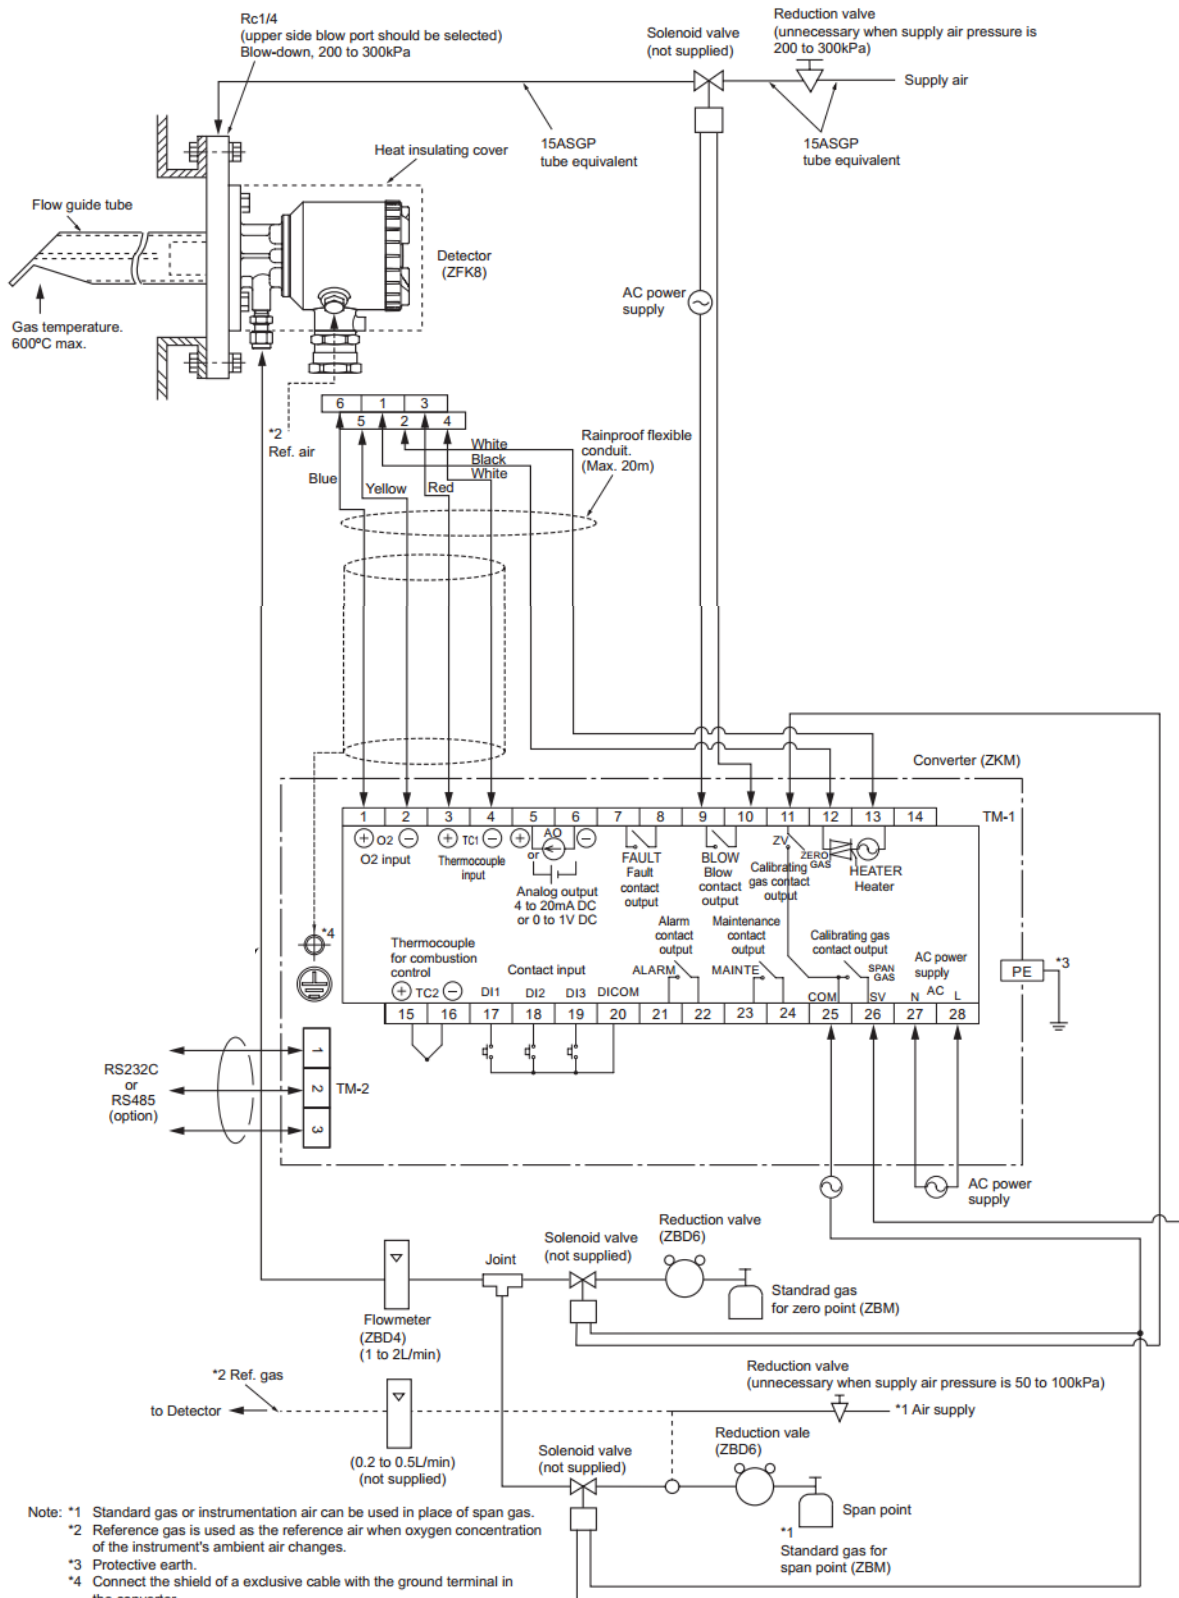 Rc1/4
(upper side blow port should be selected)
Blow-down, 200 to 300kPa
Solenoid valve
(not supplied)
Reduction valve
(unnecessary when supply air pressure is
200 to 300kPa)
Supply air
15ASGP
tube equivalent
15ASGP
tube equivalent
Heat insulating cover
Flow guide tube
Detector
(ZFK8)
AC power
supply
Gas temperature.
600°C max.
6 1 3
5 2 4
*2
Ref. air
White
Black
White
Blue
Yellow
Red
Rainproof flexible
conduit.
(Max. 20m)
Converter (ZKM)
1 2 3 4 5 6 7 8 9 10 11 12 13 14
TM-1
+ O2 −
O2 input
+ TC1 −
Thermocouple
input
+ AO −
or
Analog output
4 to 20mA DC
or 0 to 1V DC
FAULT
Fault
contact
output
BLOW
Blow
contact
output
ZV
ZERO
GAS
Calibrating
gas contact
output
HEATER
Heater
*4
Thermocouple
for combustion
control
+ TC2 −
Contact input
DI1 DI2 DI3 DICOM
Alarm
contact
output
ALARM
Maintenance
contact
output
MAINTE
Calibrating gas
contact output
SPAN
GAS
COM SV
AC power
supply
AC
N L
PE
*3
15 16 17 18 19 20 21 22 23 24 25 26 27 28
RS232C
or
RS485
(option)
1
2
3
TM-2
AC power
supply
Joint
Solenoid valve
(not supplied)
Reduction valve
(ZBD6)
Standrad gas
for zero point (ZBM)
Flowmeter
(ZBD4)
(1 to 2L/min)
*2 Ref. gas
to Detector
(0.2 to 0.5L/min)
(not supplied)
Reduction valve
(unnecessary when supply air pressure is 50 to 100kPa)
*1 Air supply
Solenoid valve
(not supplied)
Reduction vale
(ZBD6)
Span point
*1
Standard gas for
span point (ZBM)
Note: *1 Standard gas or instrumentation air can be used in place of span gas.
*2 Reference gas is used as the reference air when oxygen concentration
of the instrument's ambient air changes.
*3 Protective earth.
*4 Connect the shield of a exclusive cable with the ground terminal in
the converter